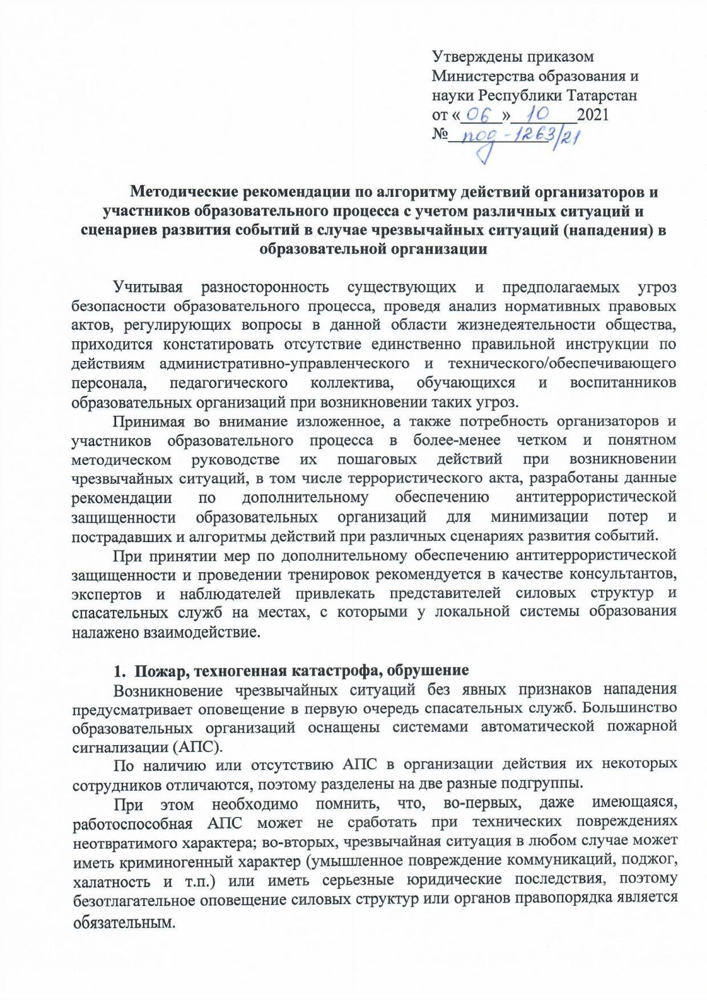 Утверждены приказом
Министерства образования и
науки Республики Татарстан
от «06» 10 2021
№ под-1263/21
Методические рекомендации по алгоритму действий организаторов и
участников образовательного процесса с учетом различных ситуаций и
сценариев развития событий в случае чрезвычайных ситуаций (нападения) в
образовательной организации
Учитывая разносторонность существующих и предполагаемых угроз
безопасности образовательного процесса, проведя анализ нормативных правовых
актов, регулирующих вопросы в данной области жизнедеятельности общества,
приходится констатировать отсутствие единственно правильной инструкции по
действиям административно-управленческого и технического/обеспечивающего
персонала, педагогического коллектива, обучающихся и воспитанников
образовательных организаций при возникновении таких угроз.
Принимая во внимание изложенное, а также потребность организаторов и
участников образовательного процесса в более-менее четком и понятном
методическом руководстве их пошаговых действий при возникновении
чрезвычайных ситуаций, в том числе террористического акта, разработаны данные
рекомендации по дополнительному обеспечению антитеррористической
защищенности образовательных организаций для минимизации потер и
пострадавших и алгоритмы действий при различных сценариях развития событий.
При принятии мер по дополнительному обеспечению антитеррористической
защищенности и проведении тренировок рекомендуется в качестве консультантов,
экспертов и наблюдателей привлекать представителей силовых структур и
спасательных служб на местах, с которыми у локальной системы образования
налажено взаимодействие.
1. Пожар, техногенная катастрофа, обрушение
Возникновение чрезвычайных ситуаций без явных признаков нападения
предусматривает оповещение в первую очередь спасательных служб. Большинство
образовательных организаций оснащены системами автоматической пожарной
сигнализации (АПС).
По наличию или отсутствию АПС в организации действия их некоторых
сотрудников отличаются, поэтому разделены на две разные подгруппы.
При этом необходимо помнить, что, во-первых, даже имеющаяся,
работоспособная АПС может не сработать при технических повреждениях
неотвратимого характера; во-вторых, чрезвычайная ситуация в любом случае может
иметь криминогенный характер (умышленное повреждение коммуникаций, поджог,
халатность и т.п.) или иметь серьезные юридические последствия, поэтому
безотлагательное оповещение силовых структур или органов правопорядка является
обязательным.